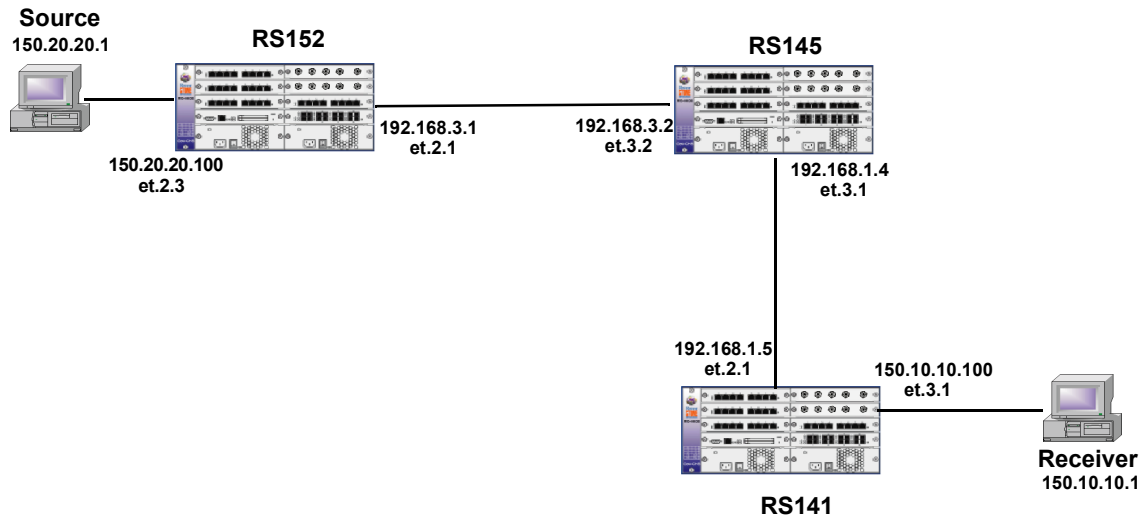 Source
150.20.20.1
RS152
RS145
192.168.3.1
et.2.1
192.168.3.2
et.3.2
150.20.20.100
et.2.3
192.168.1.4
et.3.1
192.168.1.5
et.2.1
150.10.10.100
et.3.1
Receiver
150.10.10.1
RS141